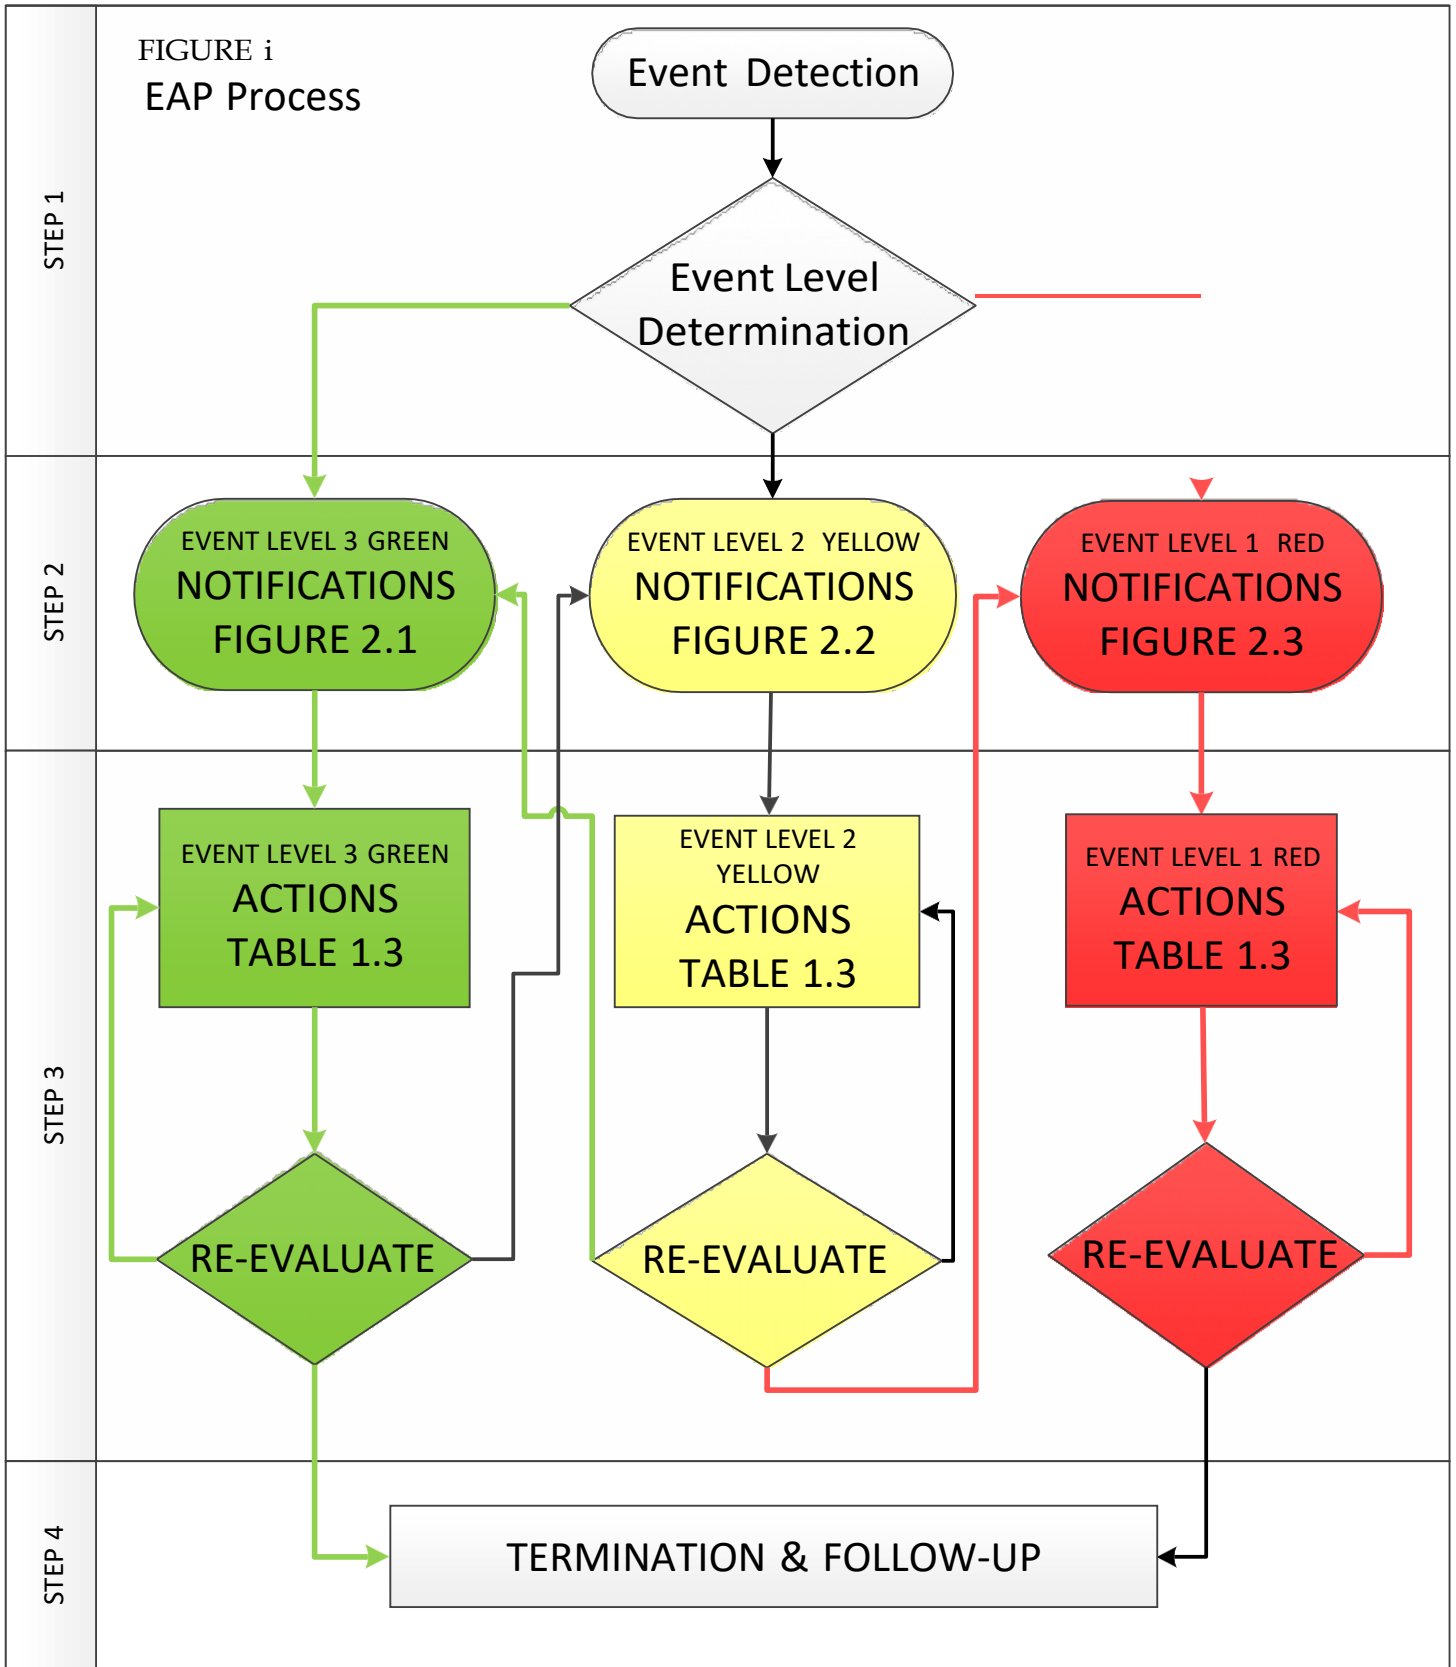 FIGURE i
EAP Process
Event Detection
STEP 1
Event Level
Determination
STEP 2
EVENT LEVEL 3 GREEN
NOTIFICATIONS
FIGURE 2.1
EVENT LEVEL 2 YELLOW
NOTIFICATIONS
FIGURE 2.2
EVENT LEVEL 1 RED
NOTIFICATIONS
FIGURE 2.3
STEP 3
EVENT LEVEL 3 GREEN
ACTIONS
TABLE 1.3
EVENT LEVEL 2
YELLOW
ACTIONS
TABLE 1.3
EVENT LEVEL 1 RED
ACTIONS
TABLE 1.3
RE-EVALUATE
RE-EVALUATE
RE-EVALUATE
STEP 4
TERMINATION & FOLLOW-UP